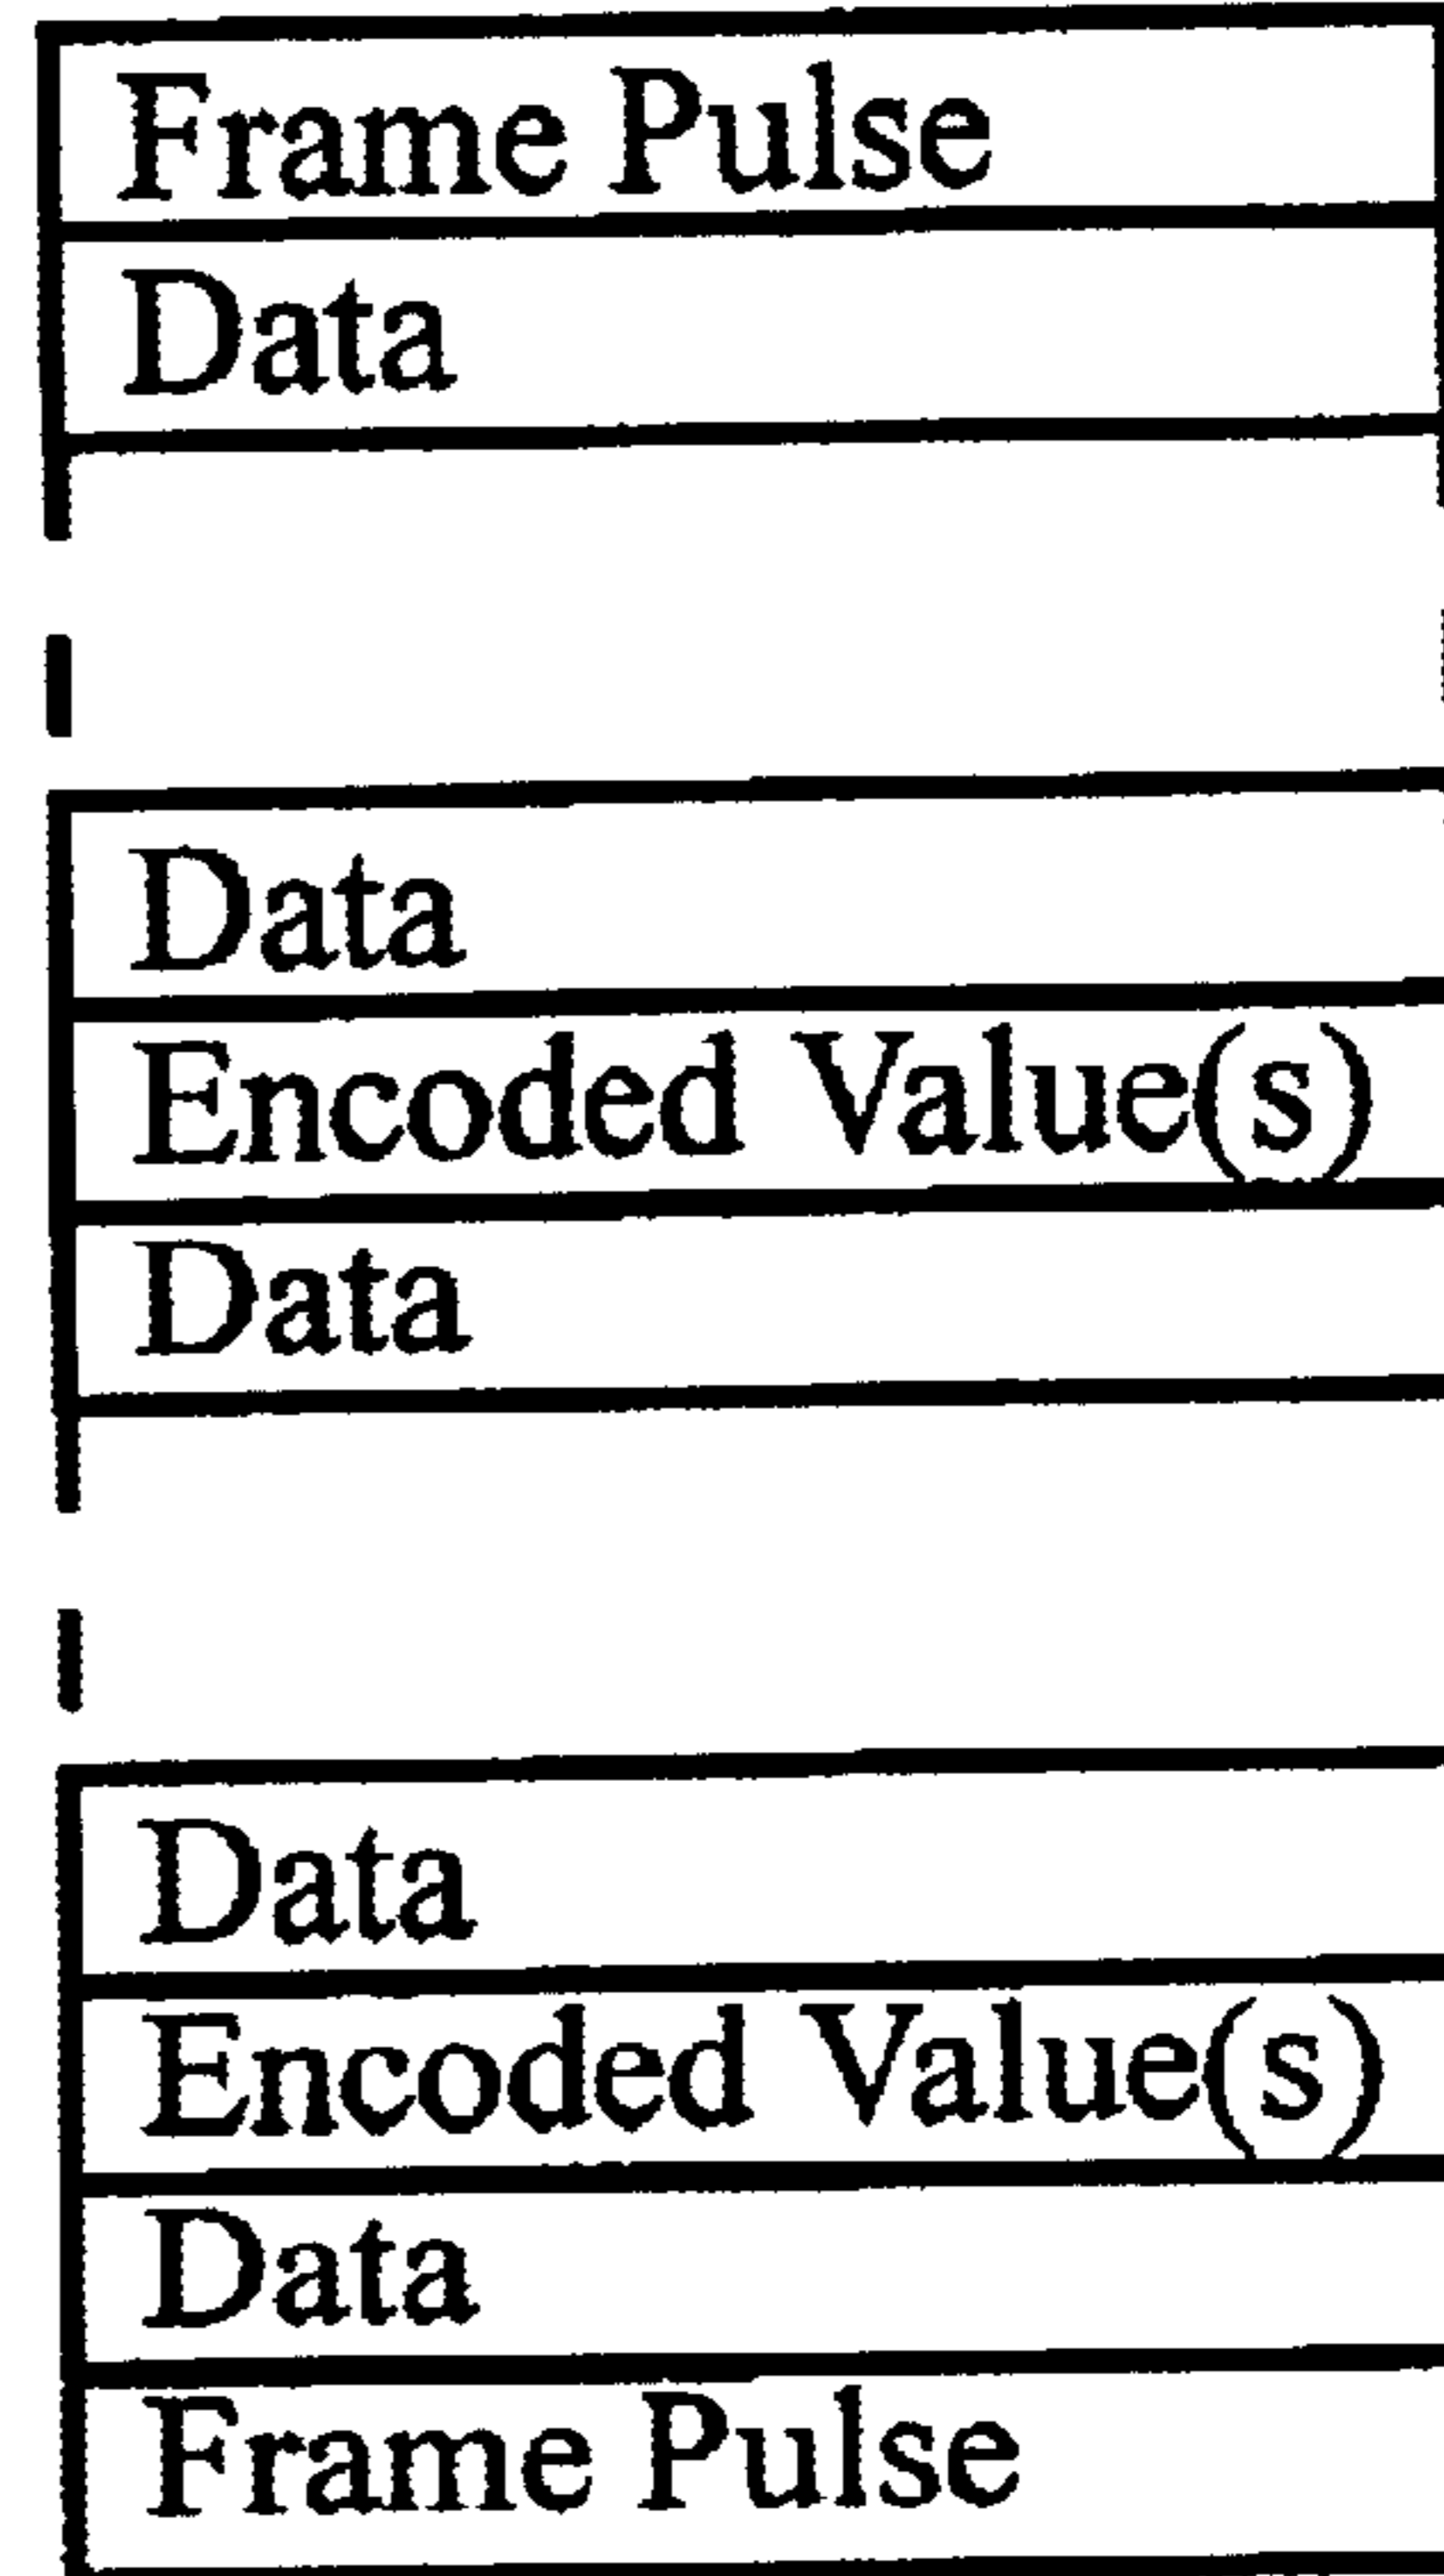 Frame Pulse
Data
Data
Encoded Value(s)
Data
Data
Encoded Value(s)
Data
Frame Pulse